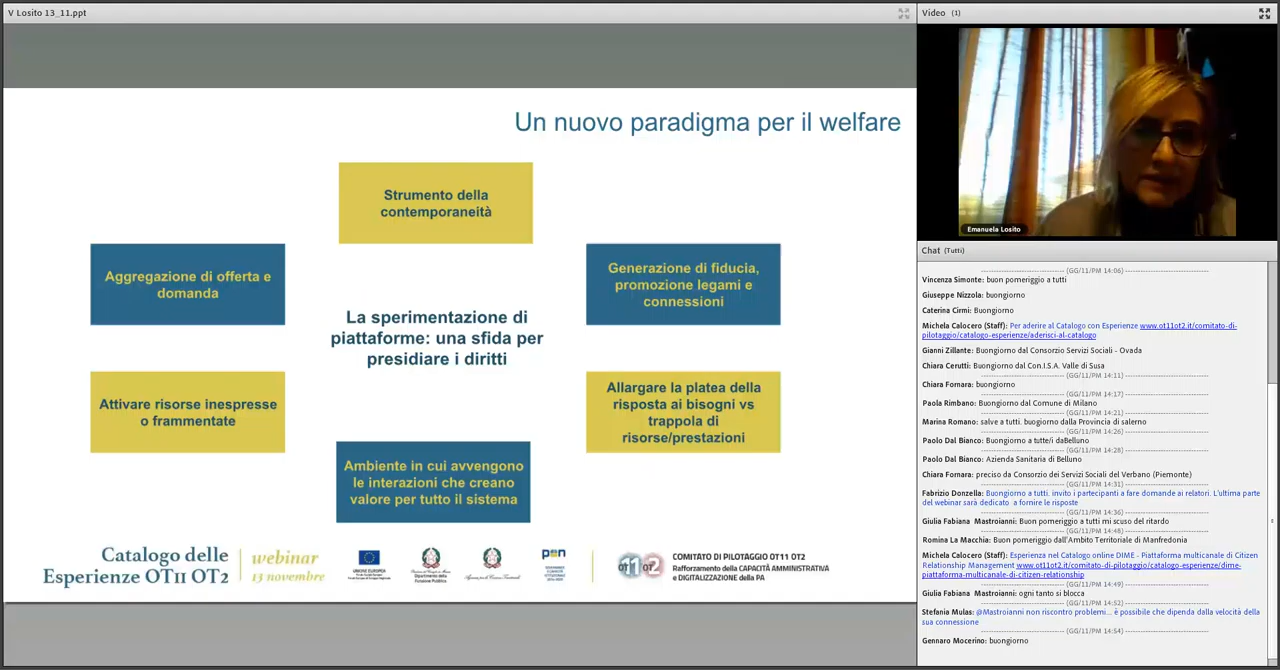 V Losito 13_11.ppt
Un nuovo paradigma per il welfare
Strumento della
contemporaneità
Aggregazione di offerta e
domanda
Generazione di fiducia,
promozione legami e
connessioni
La sperimentazione di
piattaforme: una sfida per
presidiare i diritti
Attivare risorse inespresse
o frammentate
Allargare la platea della
risposta ai bisogni vs
trappola di
risorse/prestazioni
Ambiente in cui avvengono
le interazioni che creano
valore per tutto il sistema
Catalogo delle
Esperienze OT11 OT2
webinar
13 novembre
UNIONE EUROPEA
pon
ot11ot2
COMITATO DI PILOTAGGIO OT11 OT2
Rafforzamento della CAPACITÀ AMMINISTRATIVA
e DIGITALIZZAZIONE della PA
Video (1)
Emanuela Losito
Chat (Tutti)
(GG/11/PM 14:06)
Vincenza Simonte: buon pomeriggio a tutti
Giuseppe Nizzola: buongiorno
Caterina Cirmi: Buongiorno
Michela Calocero (Staff): Per aderire al Catalogo con Esperienze www.ot11ot2.it/comitato-di-
pilotaggio/catalogo-esperienze/aderisci-al-catalogo
Gianni Zillante: Buongiorno dal Consorzio Servizi Sociali - Ovada
Chiara Cerutti: Buongiorno dal Con.I.S.A. Valle di Susa
(GG/11/PM 14:11)
Chiara Fornara: buongiorno
(GG/11/PM 14:17)
Paola Rimbano: Buongiorno dal Comune di Milano
(GG/11/PM 14:21)
Marina Romano: salve a tutti. buogiorno dalla Provincia di salerno
(GG/11/PM 14:26)
Paolo Dal Bianco: Buongiorno a tutte/i daBelluno
(GG/11/PM 14:28)
Paolo Dal Bianco: Azienda Sanitaria di Belluno
Chiara Fornara: preciso da Consorzio dei Servizi Sociali del Verbano (Piemonte)
(GG/11/PM 14:31)
Fabrizio Donzella: Buongiorno a tutti. invito i partecipanti a fare domande ai relatori. L'ultima parte
del webinar sarà dedicato a fornire le risposte
(GG/11/PM 14:36)
Giulia Fabiana Mastroianni: Buon pomeriggio a tutti mi scuso del ritardo
(GG/11/PM 14:48)
Romina La Macchia: Buon pomeriggio dall'Ambito Territoriale di Manfredonia
Michela Calocero (Staff): Esperienza nel Catalogo online DIME - Piattaforma multicanale di Citizen
Relationship Management www.ot11ot2.it/comitato-di-pilotaggio/catalogo-esperienze/dime-
piattaforma-multicanale-di-citizen-relationship
(GG/11/PM 14:49)
Giulia Fabiana Mastroianni: ogni tanto si blocca
(GG/11/PM 14:52)
Stefania Mulas: @Mastroianni non riscontro problemi... è possibile che dipenda dalla velocità della
sua connessione
(GG/11/PM 14:54)
Gennaro Mocerino: buongiorno